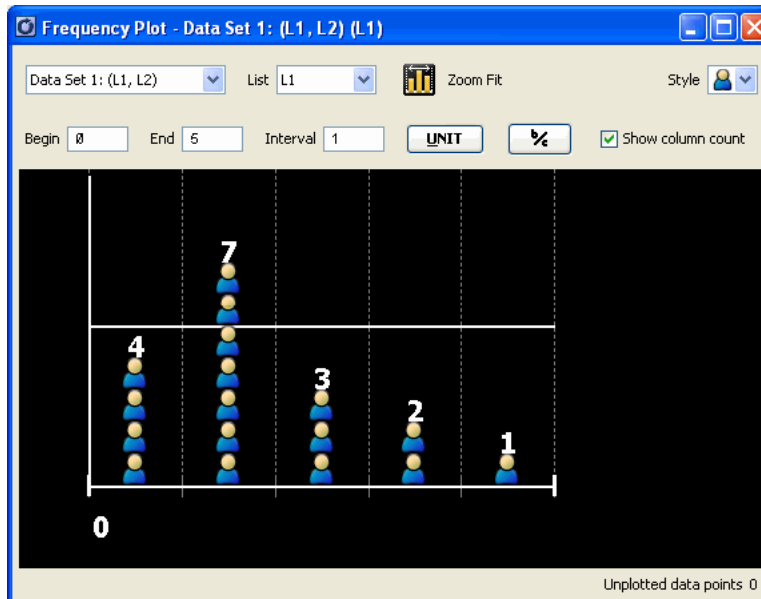 Frequency Plot - Data Set 1: (L1, L2) (L1)
Data Set 1: (L1, L2) List L1 Zoom Fit Style
Begin 0 End 5 Interval 1 UNIT b/c Show column count
7
4
3
2
1
0
Unplotted data points 0